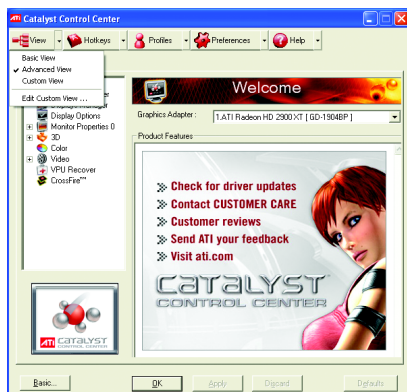 ATI Catalyst Control Center
View Hotkeys Profiles Preferences Help
Basic View
Advanced View
Custom View
Edit Custom View ...
Display Options
Monitor Properties 0
3D
Color
Video
VPU Recover
CrossFire™
Welcome
Graphics Adapter :
1.ATI Radeon HD 2900 XT [ GD-1904BP ]
Product Features
Check for driver updates
Contact CUSTOMER CARE
Customer reviews
Send ATI your feedback
Visit ati.com
CATALYST™
CONTROL CENTER
ATI CATALYST
CONTROL CENTER
Basic...
OK
Apply
Discard
Defaults